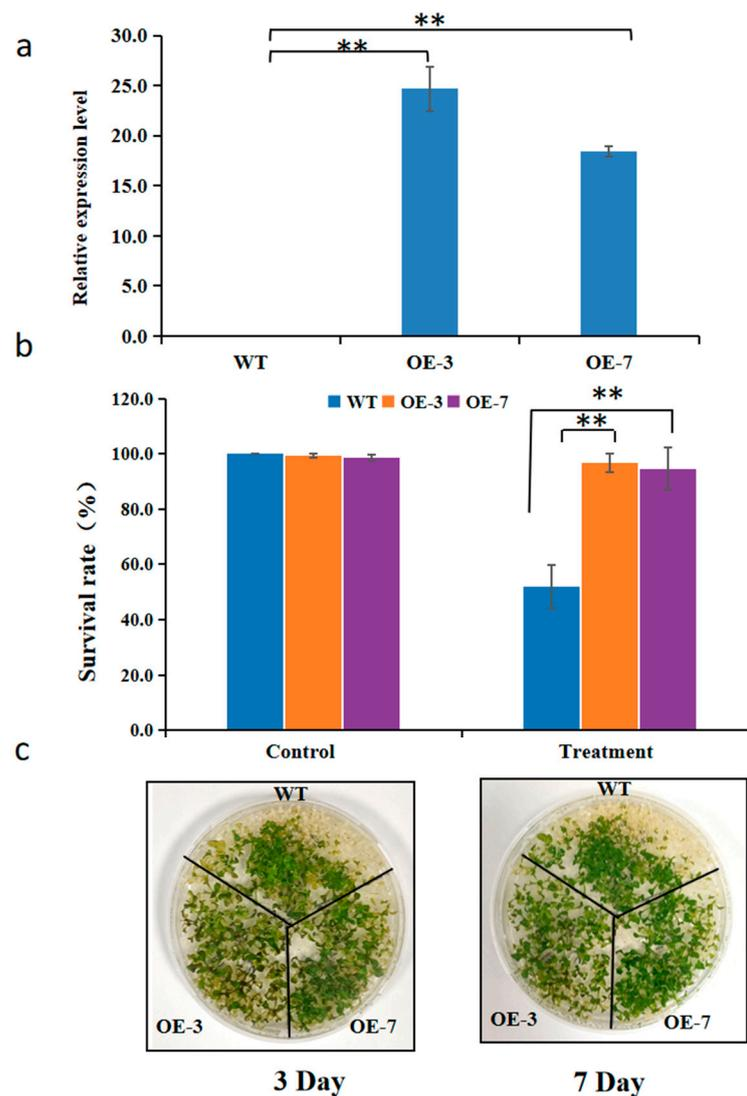 a
**
**
30.0
25.0
20.0
15.0
10.0
5.0
0.0
Relative expression level
WT OE-3 OE-7
b
WT OE-3 OE-7
**
**
120.0
100.0
80.0
60.0
40.0
20.0
0.0
Survival rate（%）
Control Treatment
c
WT WT
OE-3 OE-7 OE-3 OE-7
3 Day 7 Day